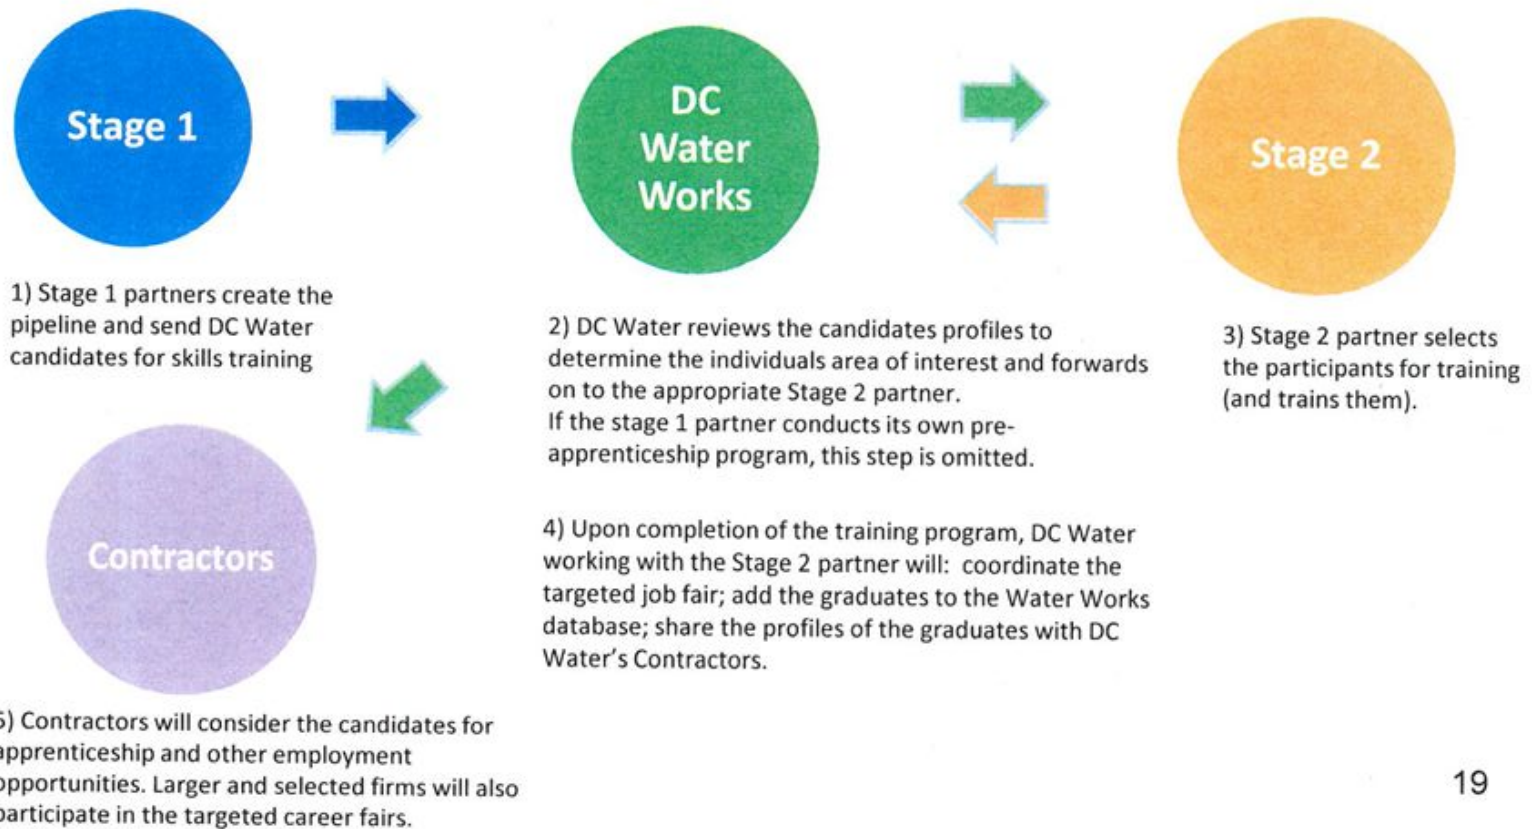 Stage 1
DC
Water
Works
Stage 2
1) Stage 1 partners create the
pipeline and send DC Water
candidates for skills training
2) DC Water reviews the candidates profiles to
determine the individuals area of interest and forwards
on to the appropriate Stage 2 partner.
If the stage 1 partner conducts its own pre-
apprenticeship program, this step is omitted.
3) Stage 2 partner selects
the participants for training
(and trains them).
4) Upon completion of the training program, DC Water
working with the Stage 2 partner will: coordinate the
targeted job fair; add the graduates to the Water Works
database; share the profiles of the graduates with DC
Water's Contractors.
Contractors
5) Contractors will consider the candidates for
apprenticeship and other employment
opportunities. Larger and selected firms will also
participate in the targeted career fairs.
19